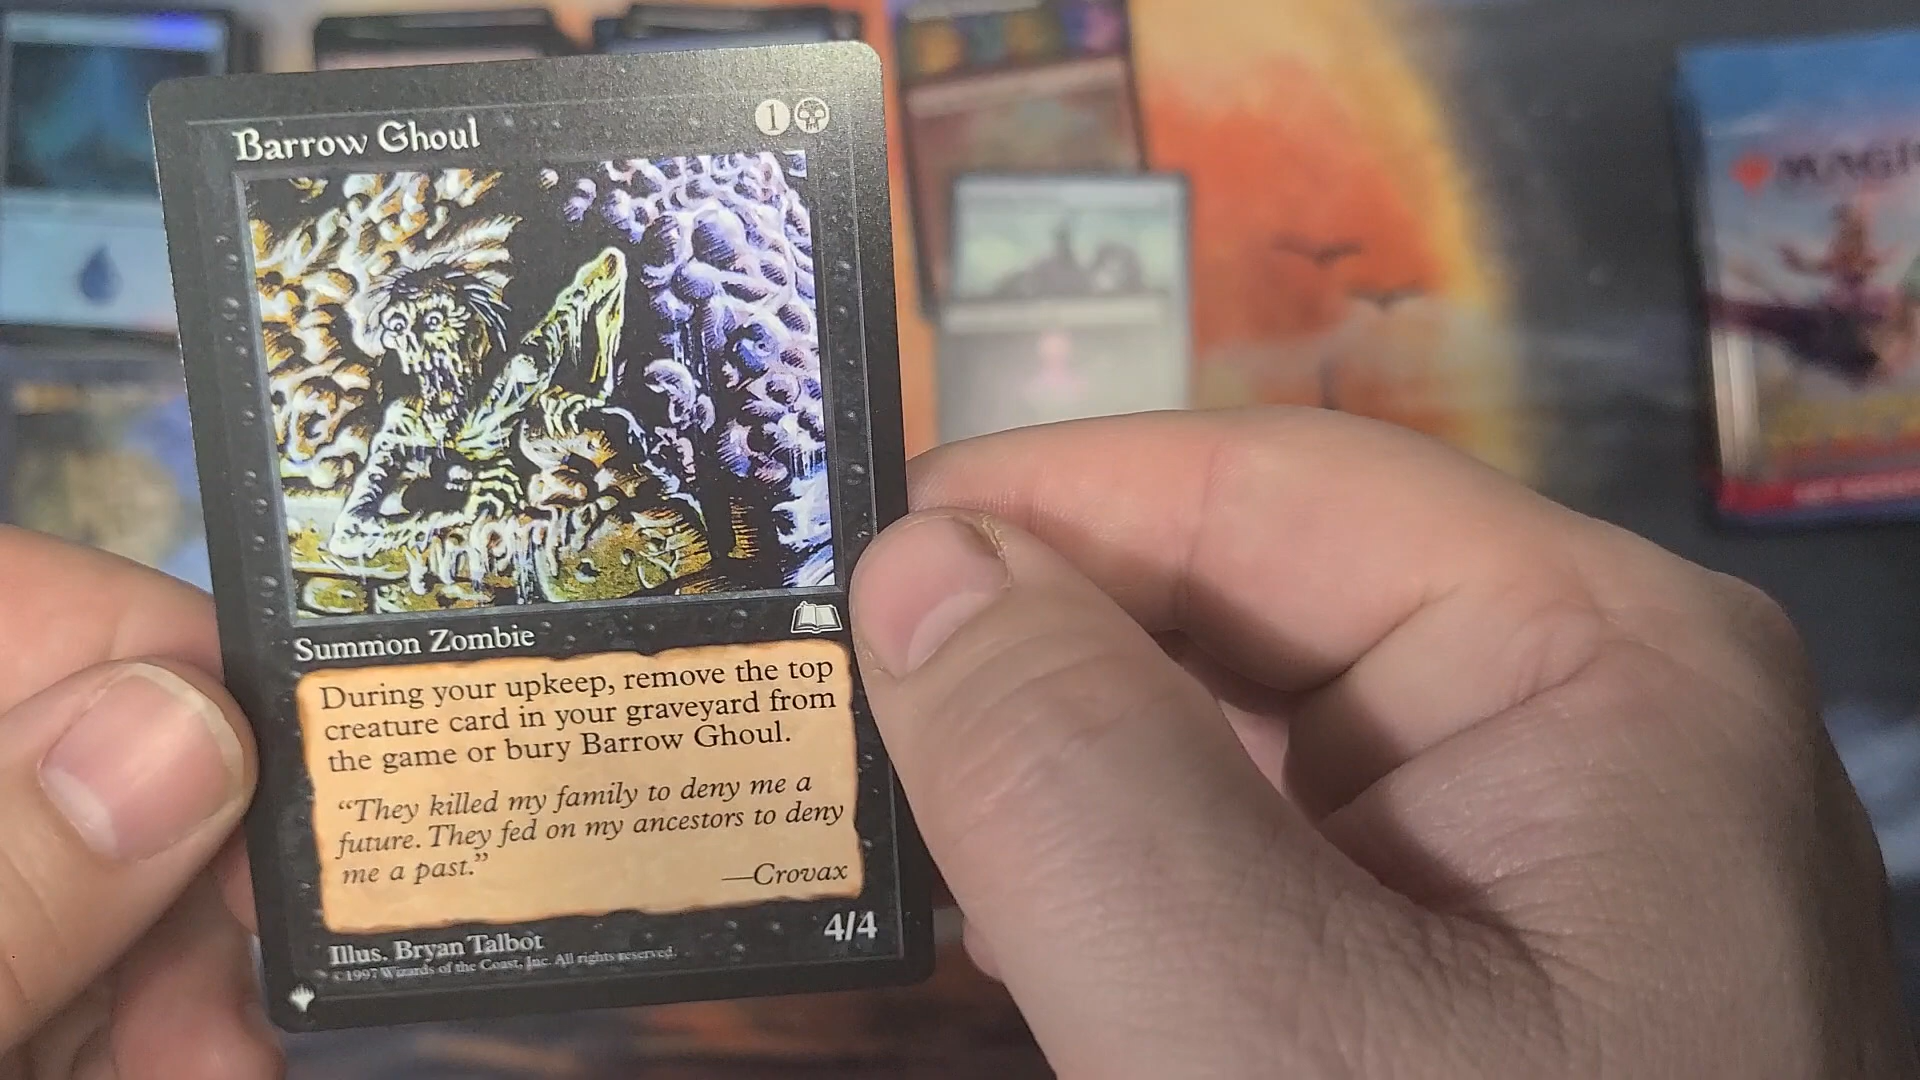 Barrow Ghoul
1
Summon Zombie
During your upkeep, remove the top
creature card in your graveyard from
the game or bury Barrow Ghoul.
“They killed my family to deny me a
future. They fed on my ancestors to deny
me a past.”
—Crovax
4/4
Illus. Bryan Talbot
©1997 Wizards of the Coast, Inc. All rights reserved.
MAGIC